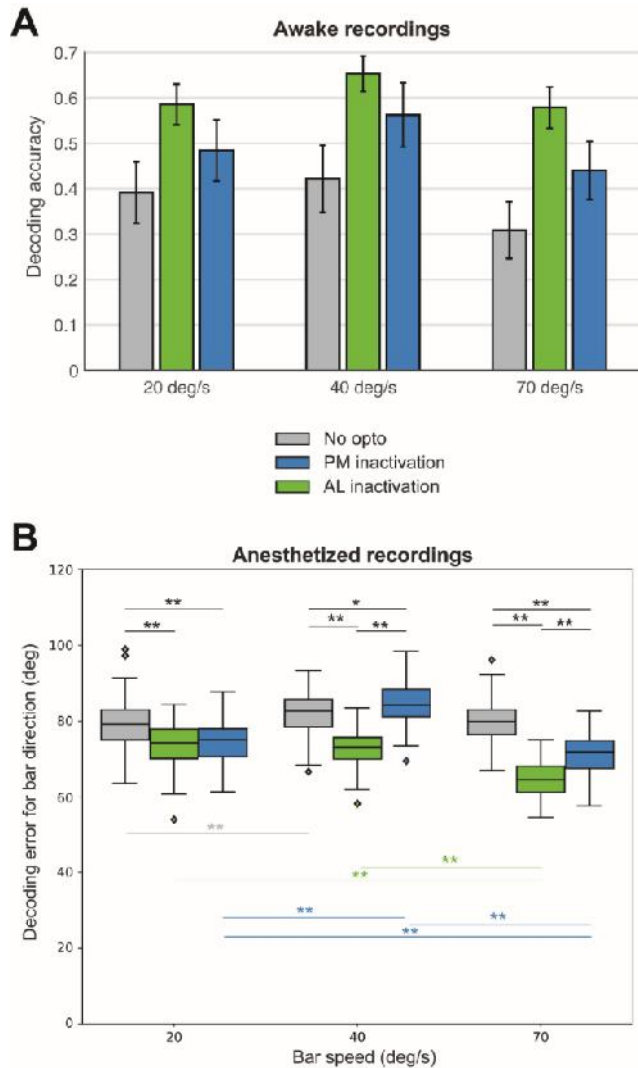 A
Awake recordings
0.7
0.6
0.5
0.4
0.3
0.2
0.1
0
Decoding accuracy
20 deg/s
40 deg/s
70 deg/s
No opto
PM inactivation
AL inactivation
B
Anesthetized recordings
120
100
80
60
40
20
0
Decoding error for bar direction (deg)
** * **
** ** ** ** **
**
**
**
** **
**
20
40
70
Bar speed (deg/s)